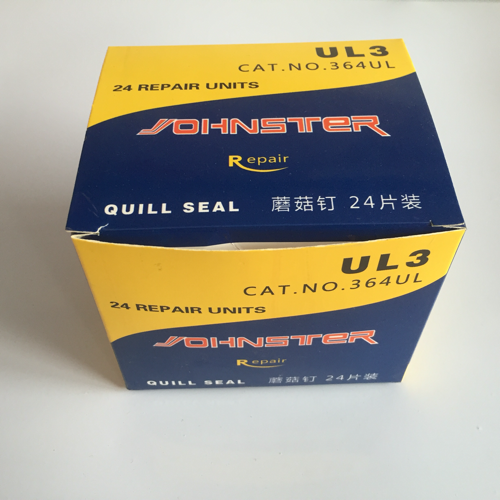 UL3
CAT.NO.364UL
24 REPAIR UNITS
JOHNSTER
Repair
QUILL SEAL 蘑菇钉 24片装
UL3
CAT.NO.364UL
24 REPAIR UNITS
JOHNSTER
Repair
QUILL SEAL 蘑菇钉 24片装